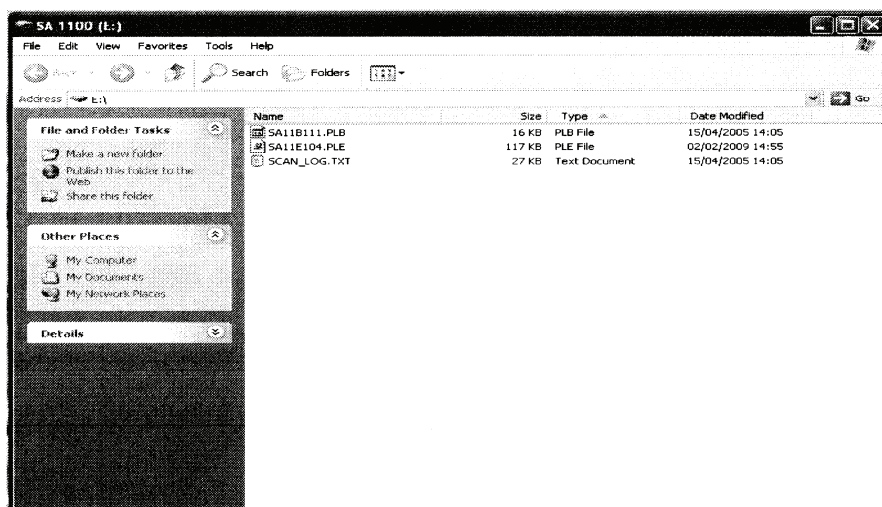 SA 1100 (E:)
File Edit View Favorites Tools Help
Back Search Folders
Address E:\ Go
Name Size Type Date Modified
File and Folder Tasks
Make a new folder
Publish this folder to the
Web
Share this folder
Other Places
My Computer
My Documents
My Network Places
Details
SA11B111.PLB 16 KB PLB File 15/04/2005 14:05
SA11E104.PLE 117 KB PLE File 02/02/2009 14:55
SCAN_LOG.TXT 27 KB Text Document 15/04/2005 14:05